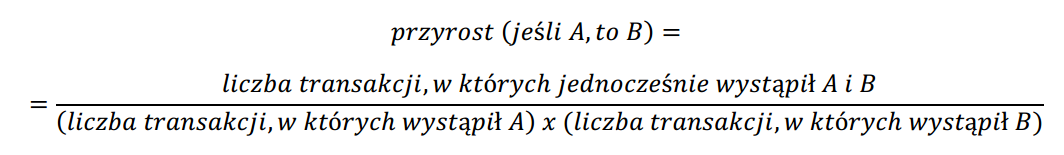 przyrost (jeśli A, to B) =
liczba transakcji, w których jednocześnie wystąpił A i B
=
(liczba transakcji, w których wystąpił A) x (liczba transakcji, w których wystąpił B)